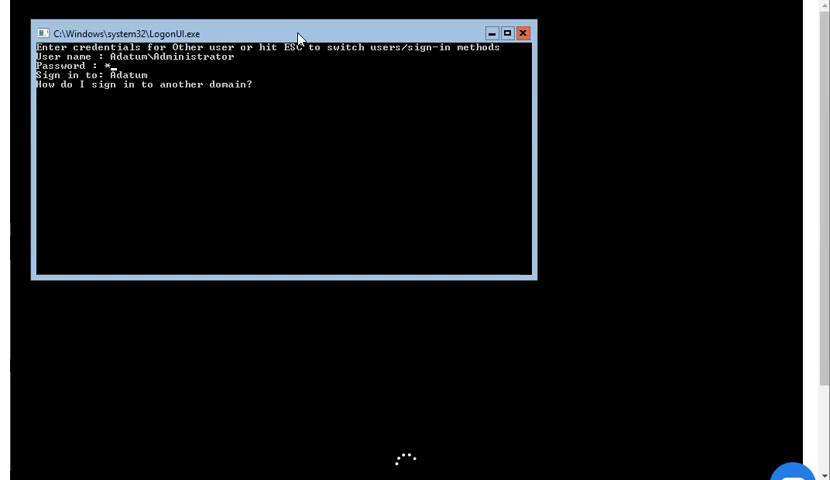 C:\Windows\system32\LogonUI.exe
Enter credentials for Other user or hit ESC to switch users/sign-in methods
User name : Adatum\Administrator
Password : *_
Sign in to: Adatum
How do I sign in to another domain?